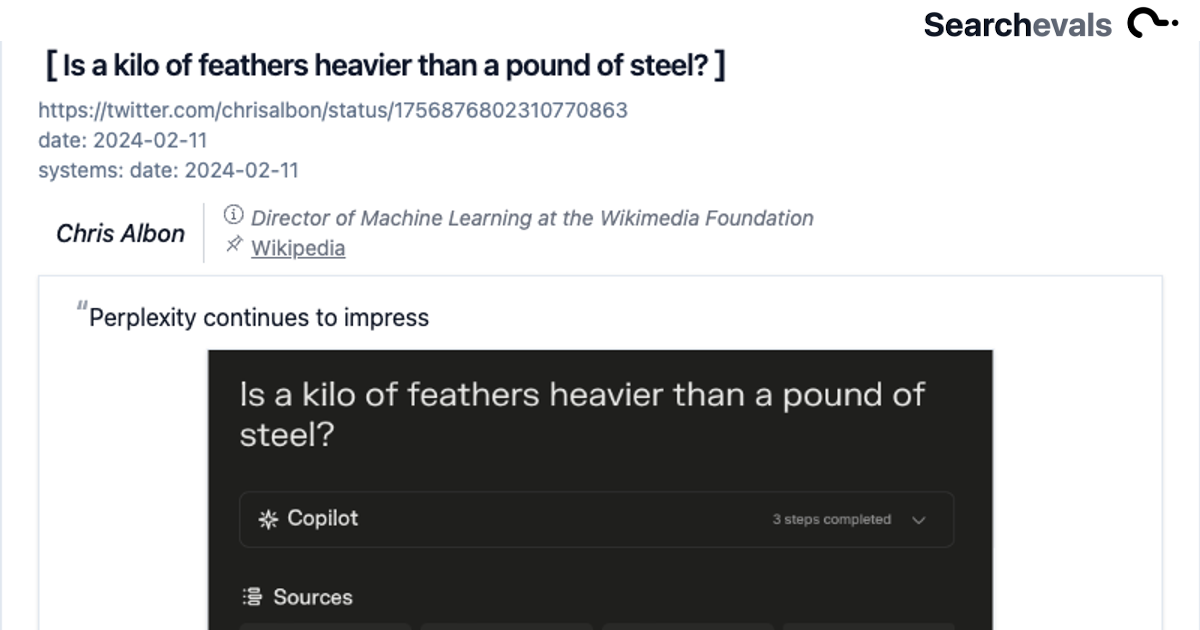 Searchevals
[ Is a kilo of feathers heavier than a pound of steel? ]
https://twitter.com/chrisalbon/status/1756876802310770863
date: 2024-02-11
systems: date: 2024-02-11
Chris Albon
Director of Machine Learning at the Wikimedia Foundation
Wikipedia
"Perplexity continues to impress
Is a kilo of feathers heavier than a pound of
steel?
Copilot
3 steps completed
Sources